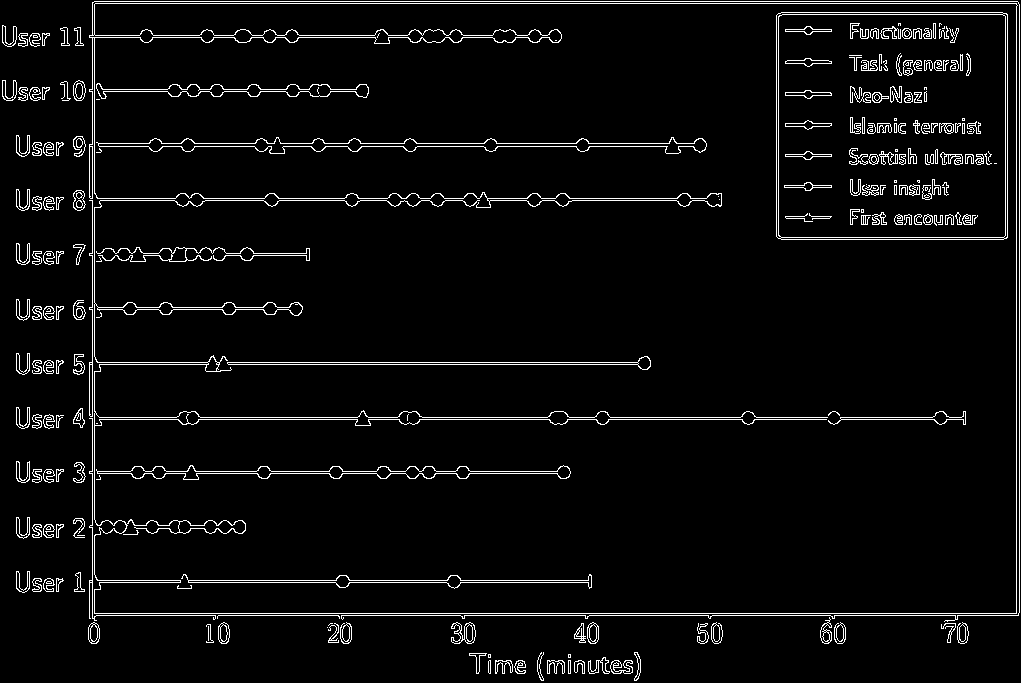 User 11
User 10
User 9
User 8
User 7
User 6
User 5
User 4
User 3
User 2
User 1
Functionality
Task (general)
Neo-Nazi
Islamic terrorist
Scottish ultranat.
User insight
First encounter
0 10 20 30 40 50 60 70
Time (minutes)